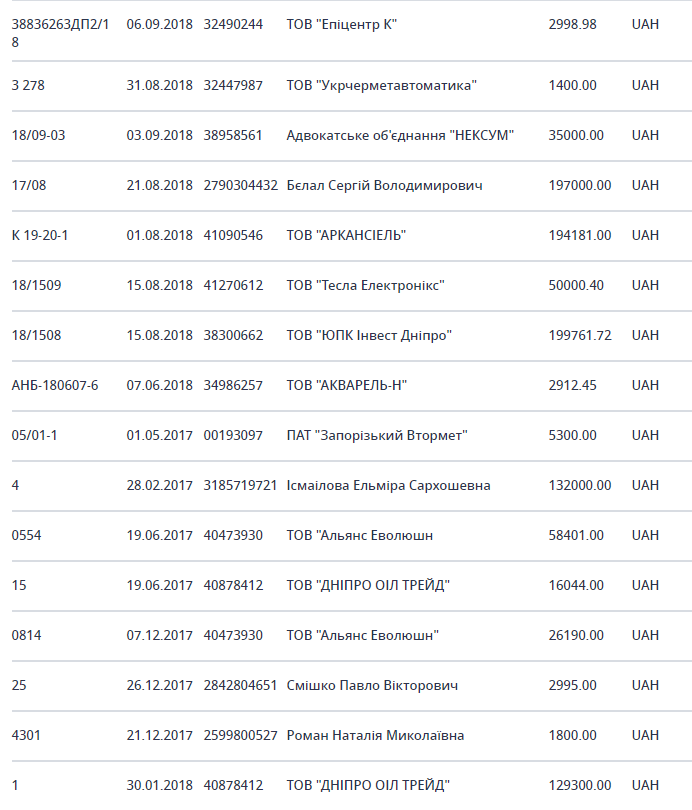 38836263ДП2/1 06.09.2018 32490244 ТОВ "Епіцентр К" 2998.98 UAH
8
З 278 31.08.2018 32447987 ТОВ "Укрчерметавтоматика" 1400.00 UAH
18/09-03 03.09.2018 38958561 Адвокатське об'єднання "НЕКСУМ" 35000.00 UAH
17/08 21.08.2018 2790304432 Бєлал Сергій Володимирович 197000.00 UAH
К 19-20-1 01.08.2018 41090546 ТОВ "АРКАНСІЕЛЬ" 194181.00 UAH
18/1509 15.08.2018 41270612 ТОВ "Тесла Електронікс" 50000.40 UAH
18/1508 15.08.2018 38300662 ТОВ "ЮПК Інвест Дніпро" 199761.72 UAH
АНБ-180607-6 07.06.2018 34986257 ТОВ "АКВАРЕЛЬ-Н" 2912.45 UAH
05/01-1 01.05.2017 00193097 ПАТ "Запорізький Втормет" 5300.00 UAH
4 28.02.2017 3185719721 Ісмаілова Ельміра Сархошевна 132000.00 UAH
0554 19.06.2017 40473930 ТОВ "Альянс Еволюшн 58401.00 UAH
15 19.06.2017 40878412 ТОВ "ДНІПРО ОІЛ ТРЕЙД" 16044.00 UAH
0814 07.12.2017 40473930 ТОВ "Альянс Еволюшн" 26190.00 UAH
25 26.12.2017 2842804651 Смішко Павло Вікторович 2995.00 UAH
4301 21.12.2017 2599800527 Роман Наталія Миколаївна 1800.00 UAH
1 30.01.2018 40878412 ТОВ "ДНІПРО ОІЛ ТРЕЙД" 129300.00 UAH